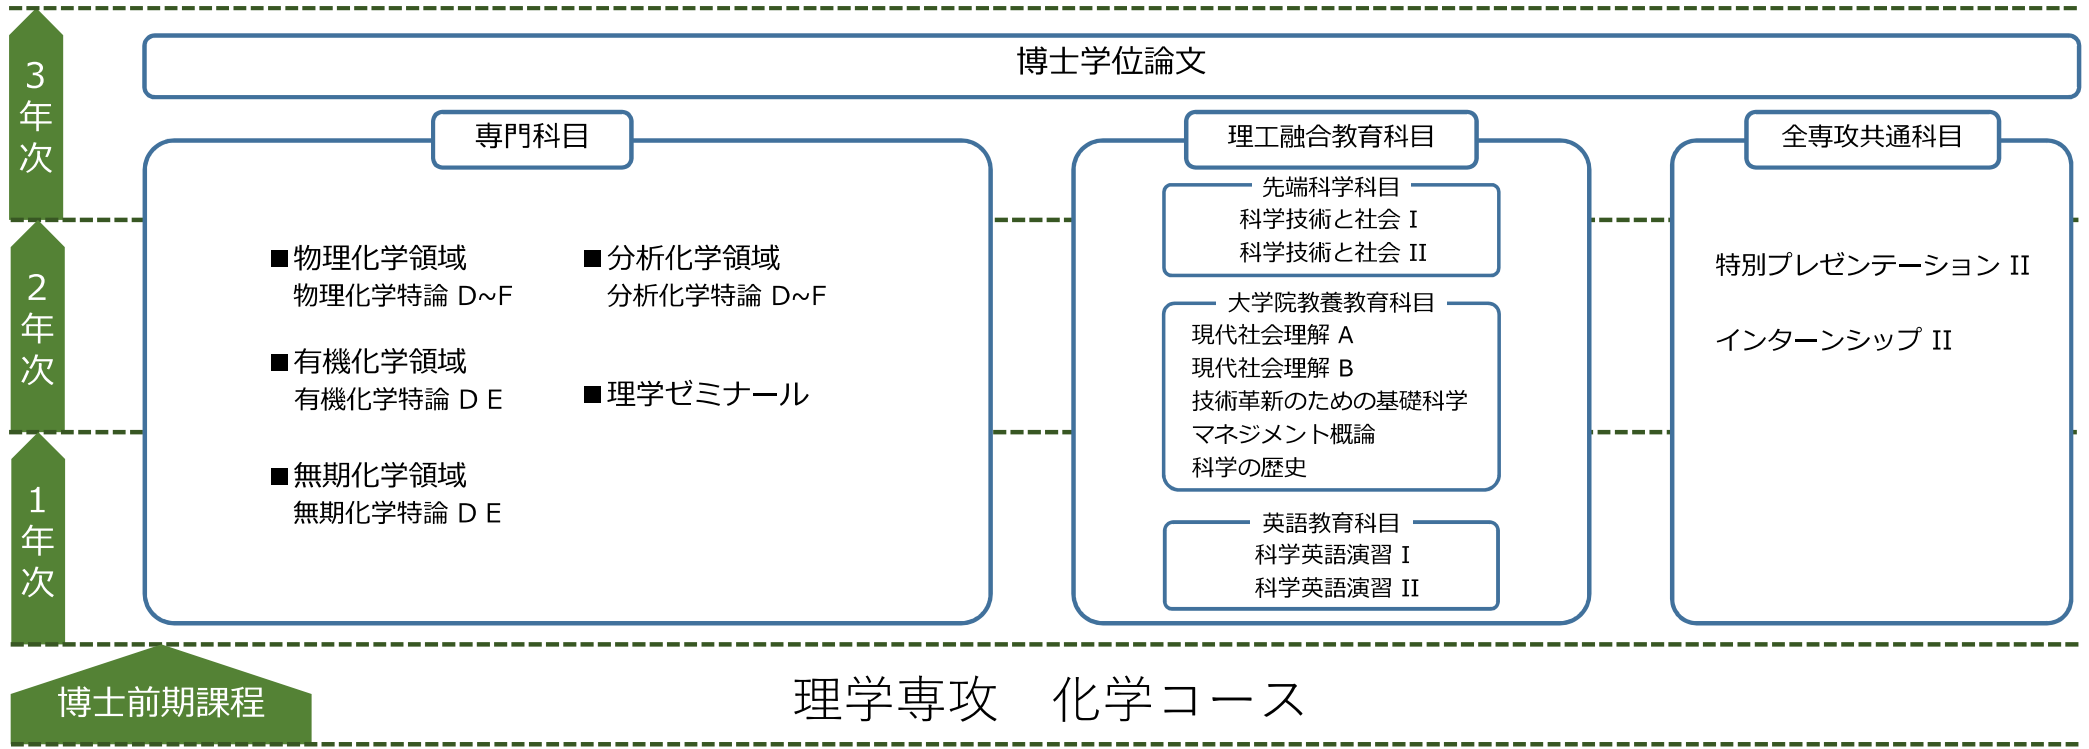 3年次
博士学位論文
専門科目
■物理化学領域
物理化学特論 D~F
■有機化学領域
有機化学特論 D E
■無期化学領域
無期化学特論 D E
■分析化学領域
分析化学特論 D~F
■理学ゼミナール
理工融合教育科目
先端科学科目
科学技術と社会 I
科学技術と社会 II
大学院教養教育科目
現代社会理解 A
現代社会理解 B
技術革新のための基礎科学
マネジメント概論
科学の歴史
英語教育科目
科学英語演習 I
科学英語演習 II
全専攻共通科目
特別プレゼンテーション II
インターンシップ II
2年次
1年次
博士前期課程
理学専攻　化学コース